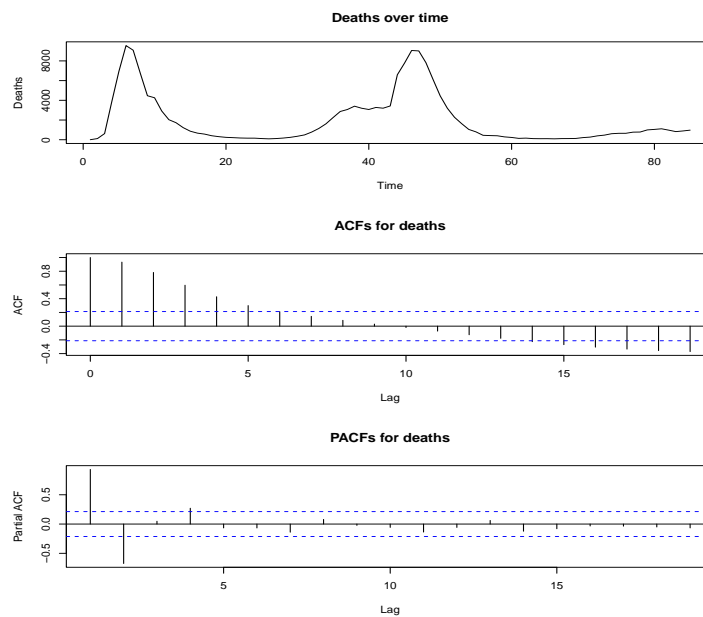 Deaths over time
Deaths
8000
4000
0
0 20 40 60 80
Time
ACFs for deaths
ACF
0.8
0.4
0.0
−0.4
0 5 10 15
Lag
PACFs for deaths
Partial ACF
0.5
0.0
−0.5
5 10 15
Lag